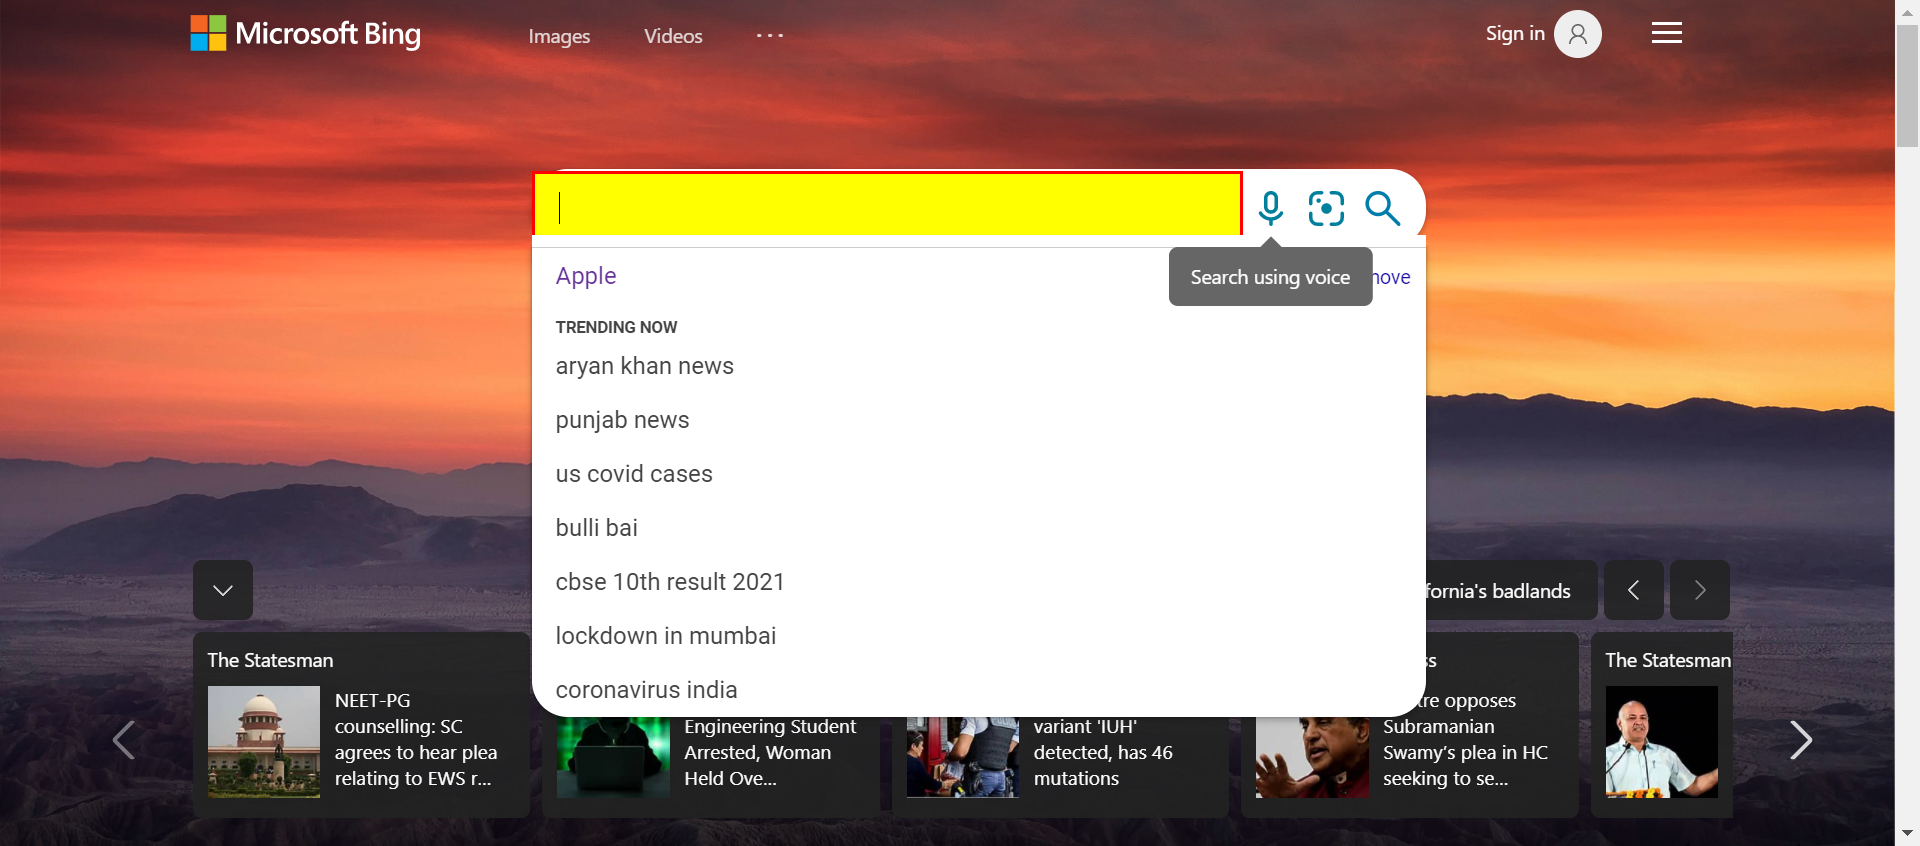 Microsoft Bing
Images
Videos
Sign in
Apple
Search using voice
TRENDING NOW
aryan khan news
punjab news
us covid cases
bulli bai
cbse 10th result 2021
lockdown in mumbai
coronavirus india
badlands
The Statesman
NEET-PG
counselling: SC
agrees to hear plea
relating to EWS r...
Engineering Student
Arrested, Woman
Held Ove...
variant 'IUH'
detected, has 46
mutations
opposes
Subramanian
Swamy’s plea in HC
seeking to se...
The Statesman